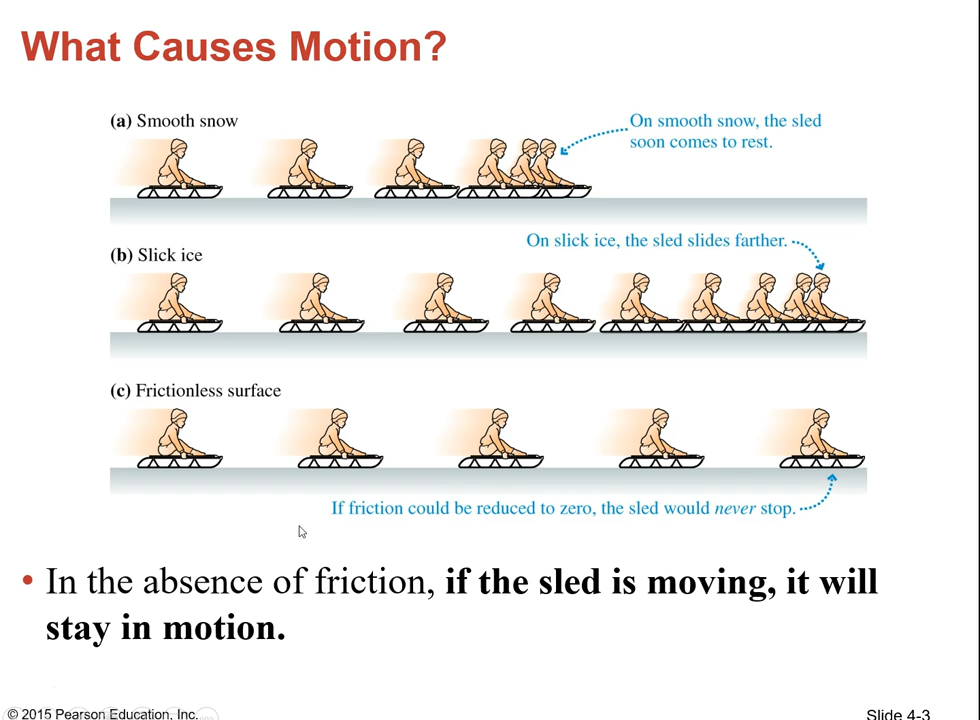 What Causes Motion?
(a) Smooth snow
On smooth snow, the sled
soon comes to rest.
On slick ice, the sled slides farther.
(b) Slick ice
(c) Frictionless surface
If friction could be reduced to zero, the sled would never stop.
• In the absence of friction, if the sled is moving, it will
stay in motion.
© 2015 Pearson Education, Inc.
Slide 4-3